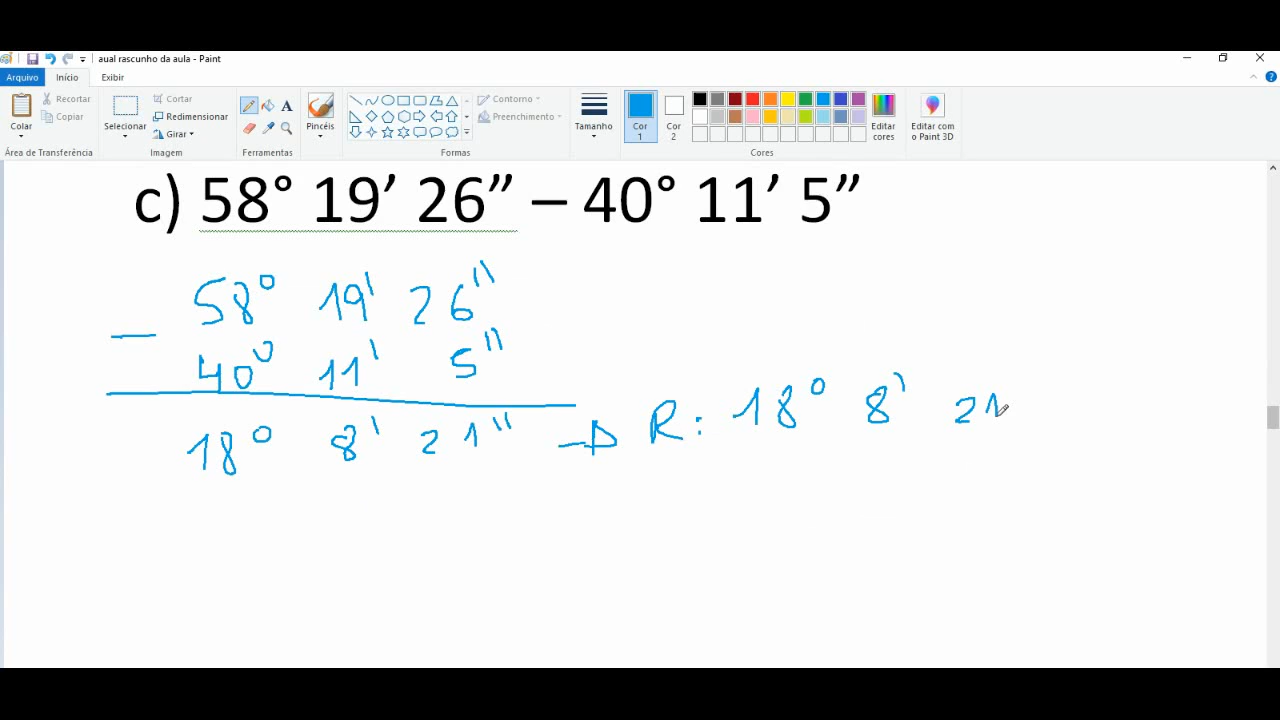 aual rascunho da aula - Paint
Arquivo Início Exibir
Colar Recortar Copiar Selecionar Cortar Redimensionar Girar A Pincéis Contorno Preenchimento Tamanho Cor 1 Cor 2 Editar cores Editar com o Paint 3D
Área de Transferência Imagem Ferramentas Formas Cores
c) 58° 19’ 26” – 40° 11’ 5”
58° 19' 26"
–
40° 11' 5"
18° 8' 21" → R: 18° 8' 21